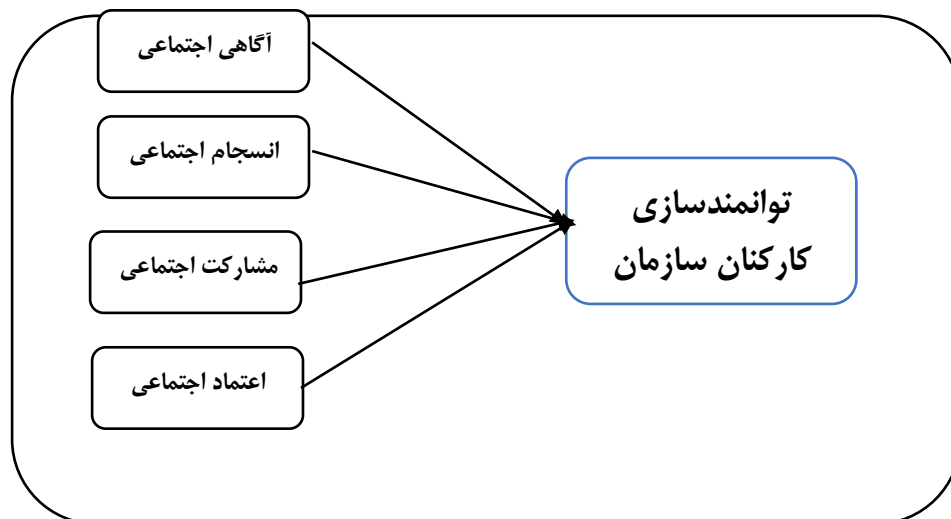 آگاهی اجتماعی
انسجام اجتماعی
مشارکت اجتماعی
اعتماد اجتماعی
توانمندسازی
کارکنان سازمان